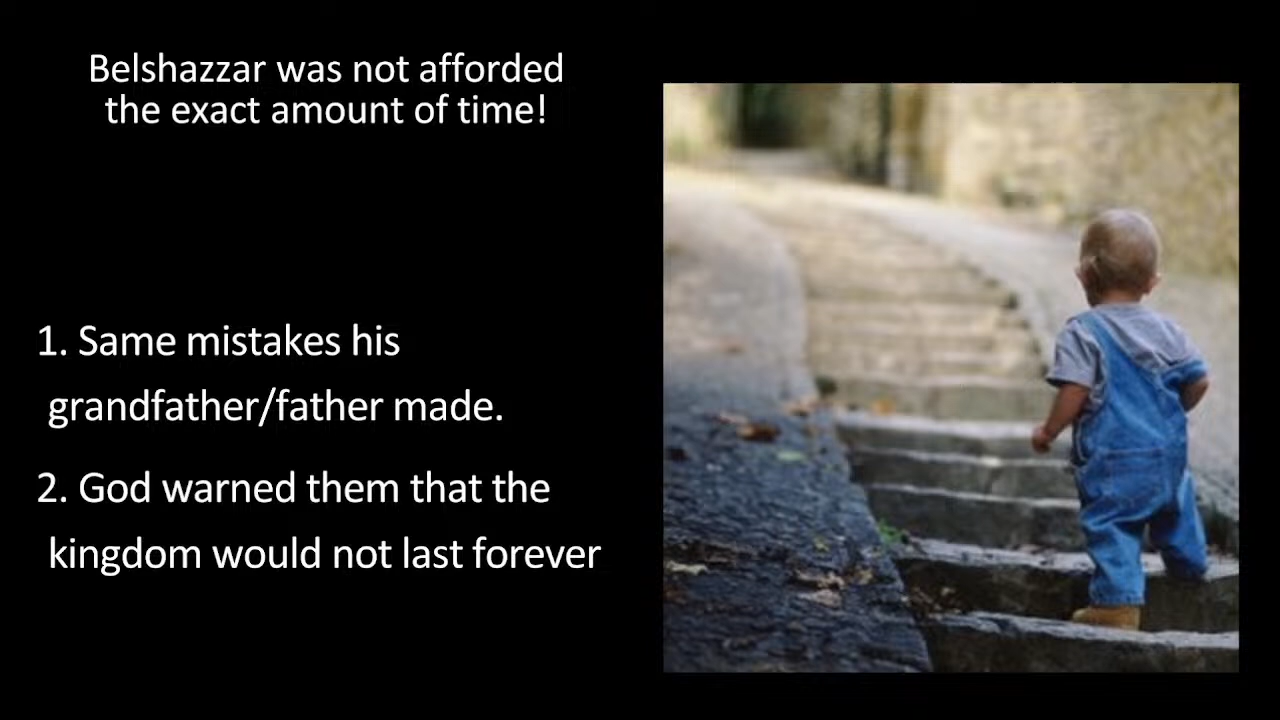 Belshazzar was not afforded
the exact amount of time!
1. Same mistakes his
grandfather/father made.
2. God warned them that the
kingdom would not last forever